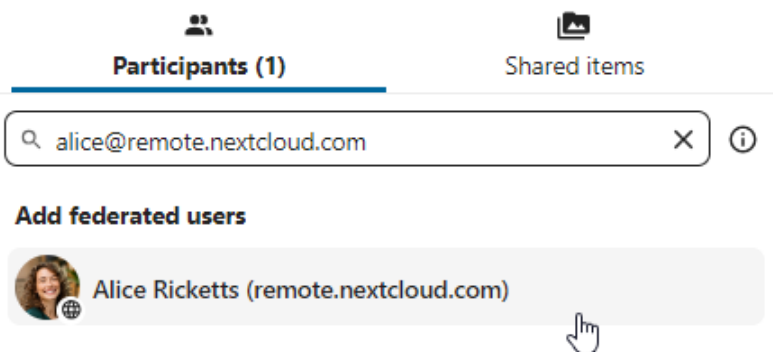 Participants (1)
Shared items
alice@remote.nextcloud.com
Add federated users
Alice Ricketts (remote.nextcloud.com)